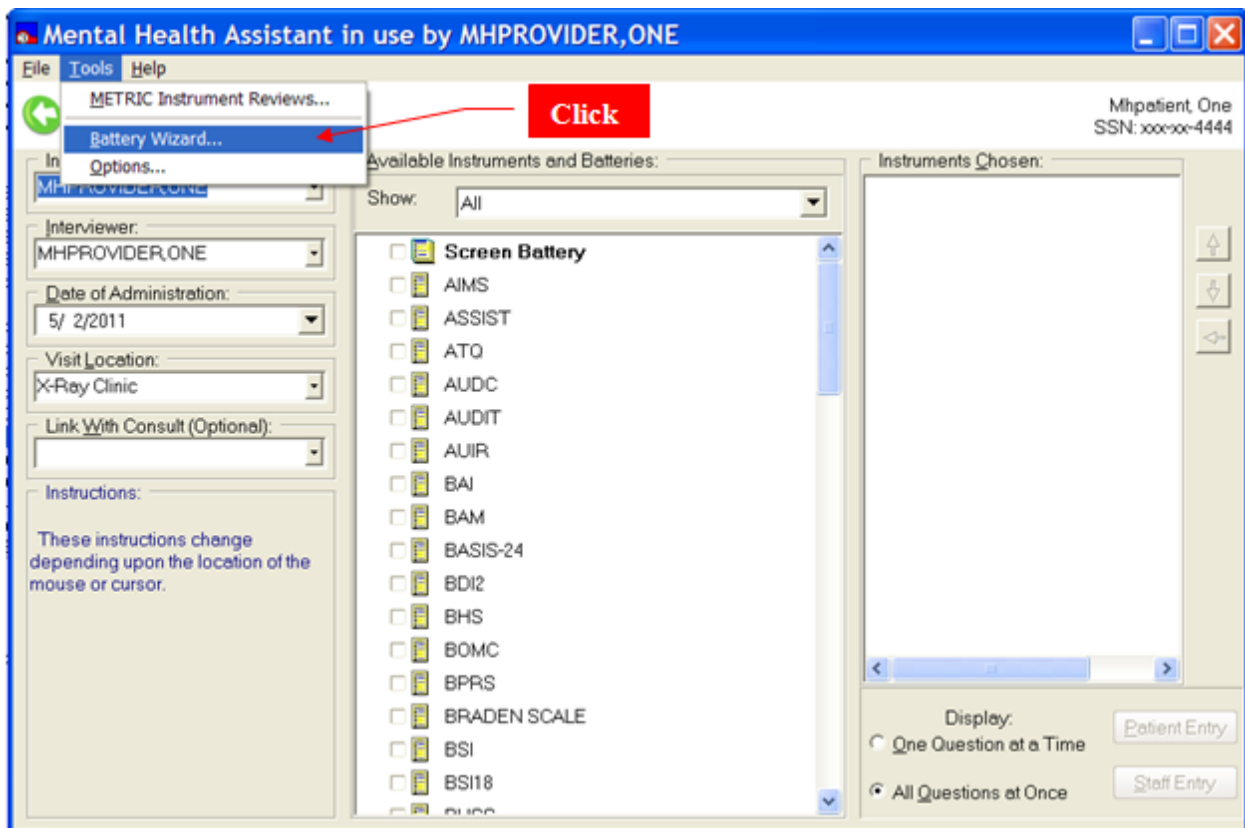 Mental Health Assistant in use by MHPROVIDER,ONE
File Tools Help
METRIC Instrument Reviews...
Battery Wizard...
Options...
Click
Mhpatient, One
SSN: xxx-xx-4444
MHPROVIDER,ONE
Interviewer:
MHPROVIDER,ONE
Date of Administration:
5/ 2/2011
Visit Location:
X-Ray Clinic
Link With Consult (Optional):
Instructions:
These instructions change
depending upon the location of the
mouse or cursor.
Available Instruments and Batteries:
Show: All
Screen Battery
AIMS
ASSIST
ATQ
AUDC
AUDIT
AUIR
BAI
BAM
BASIS-24
BDI2
BHS
BOMC
BPRS
BRADEN SCALE
BSI
BSI18
Instruments Chosen:
Display:
One Question at a Time
All Questions at Once
Patient Entry
Staff Entry